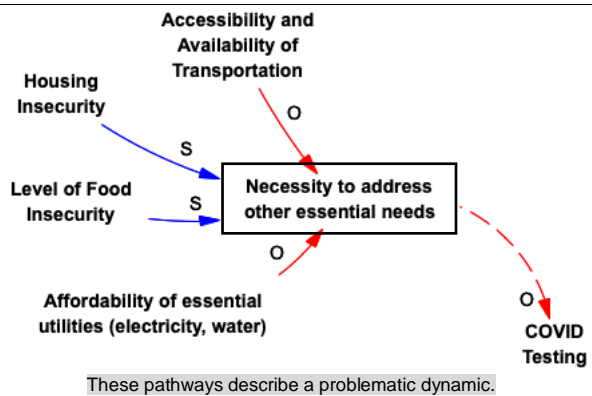 Accessibility and
Availability of
Transportation
Housing
Insecurity
O
S
Level of Food
Insecurity
S
Necessity to address
other essential needs
O
Affordability of essential
utilities (electricity, water)
O
COVID
Testing
These pathways describe a problematic dynamic.